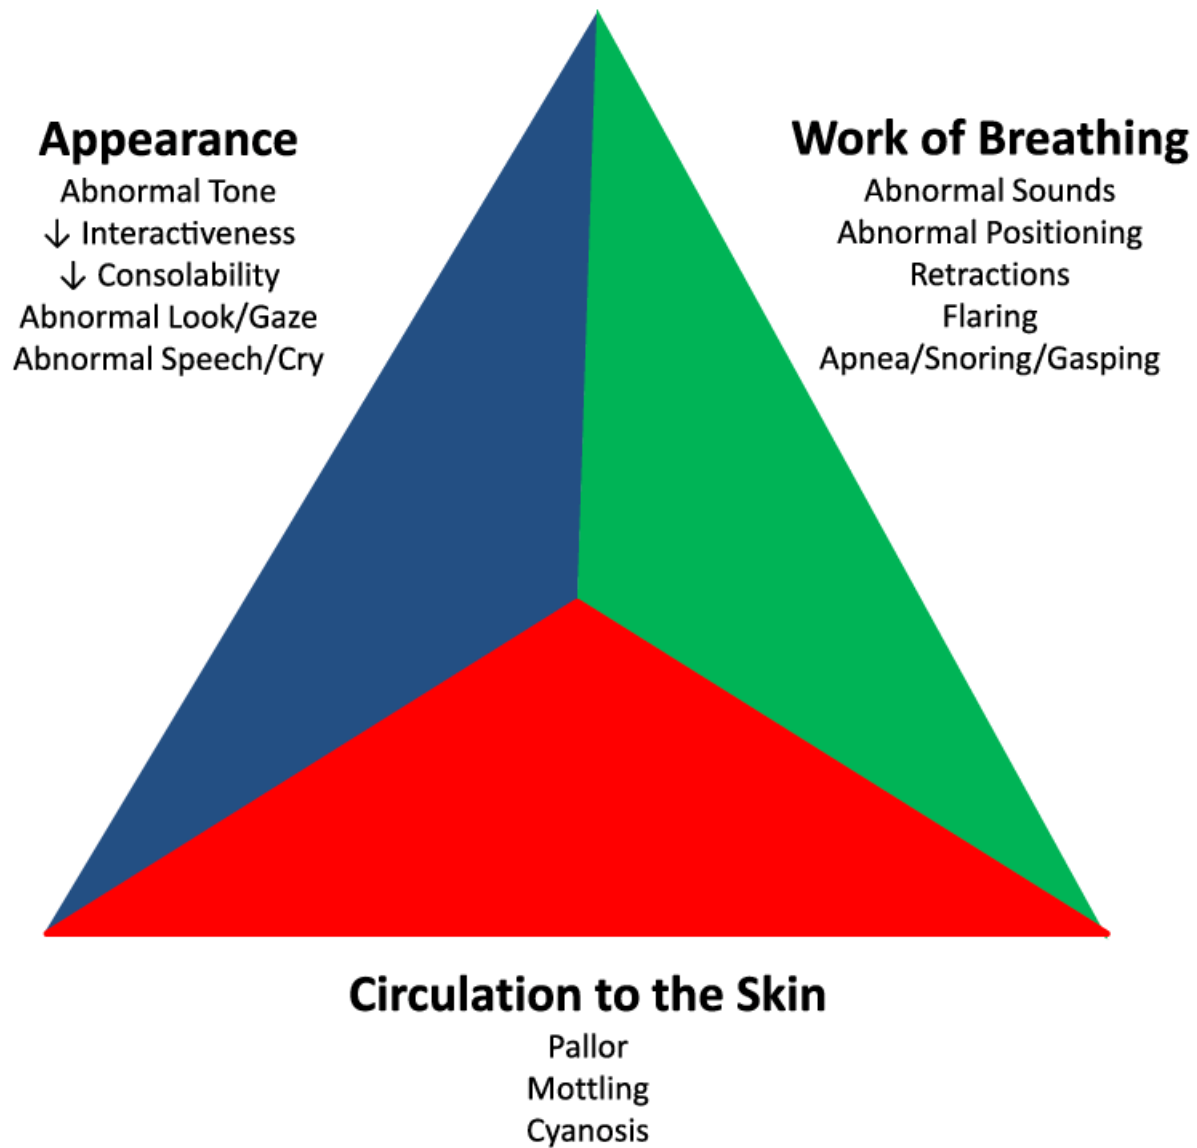 Appearance
Abnormal Tone
↓ Interactiveness
↓ Consolability
Abnormal Look/Gaze
Abnormal Speech/Cry
Work of Breathing
Abnormal Sounds
Abnormal Positioning
Retractions
Flaring
Apnea/Snoring/Gasping
Circulation to the Skin
Pallor
Mottling
Cyanosis